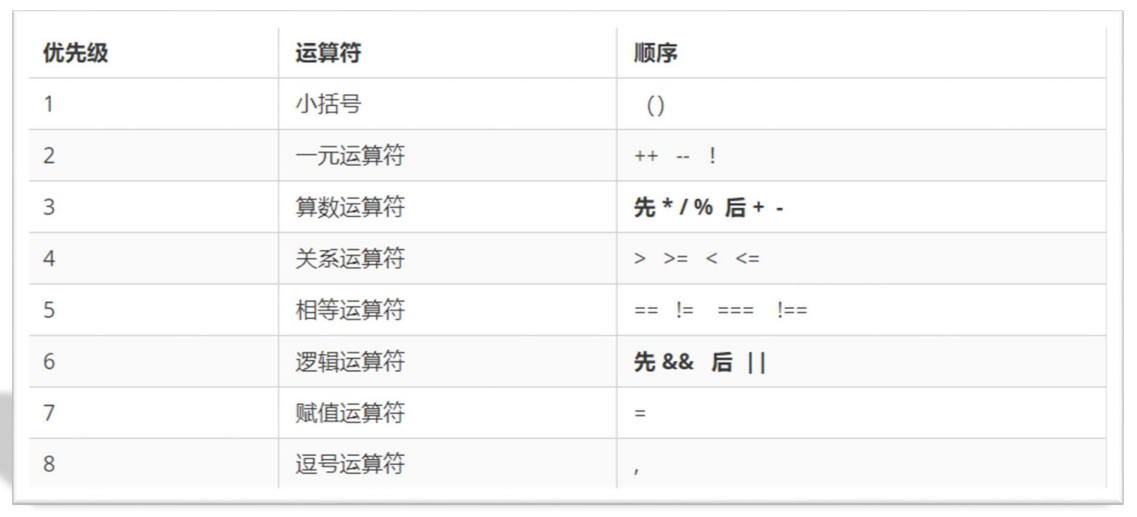 优先级 运算符 顺序
1 小括号 ()
2 一元运算符 ++ -- !
3 算数运算符 先 * / % 后 + -
4 关系运算符 > >= < <=
5 相等运算符 == != === !==
6 逻辑运算符 先 && 后 ||
7 赋值运算符 =
8 逗号运算符 ,